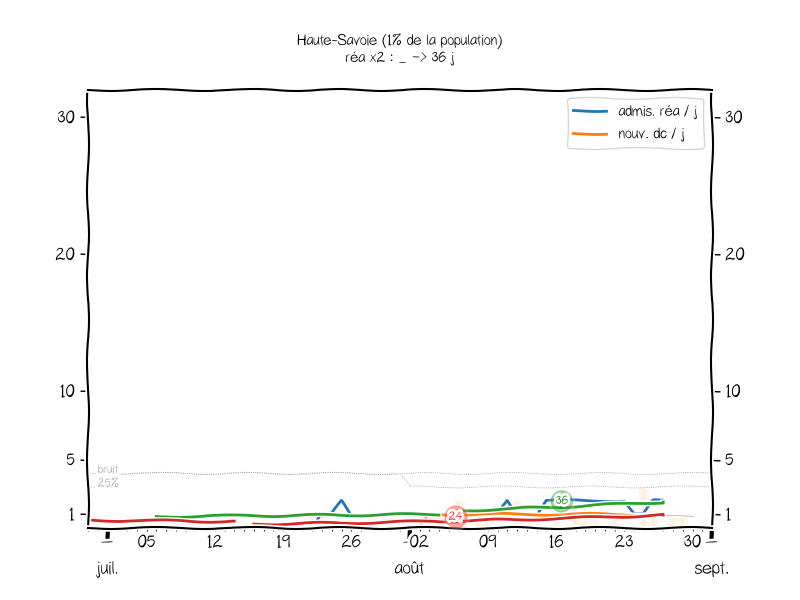 Haute-Savoie (1% de la population)
réa x2 : _ -> 36 j
admis. réa / j
nouv. dc / j
30
30
20
20
10
10
5
5
bruit
25%
36
24
1
1
05 12 19 26 02 09 16 23 30
juil. août sept.